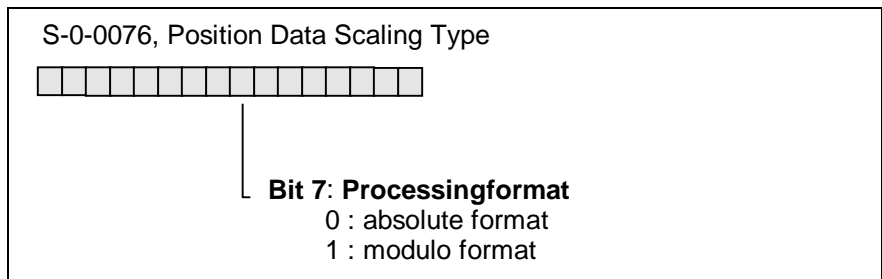 S-0-0076, Position Data Scaling Type
Bit 7: Processingformat
0 : absolute format
1 : modulo format